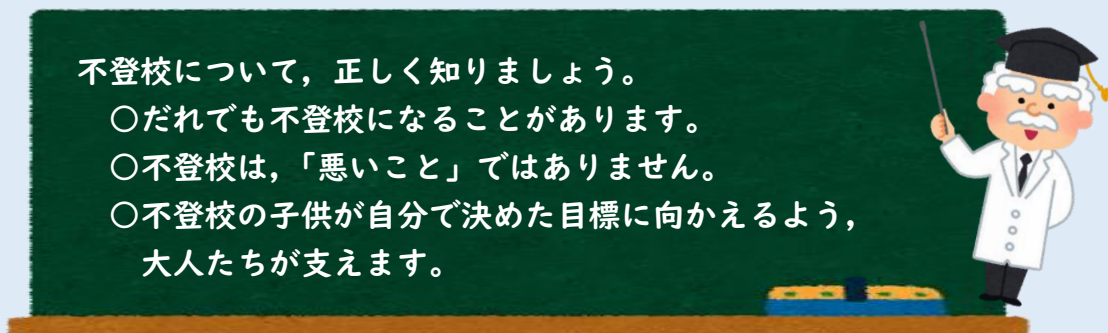 不登校について，正しく知りましょう。
○だれでも不登校になることがあります。
○不登校は，「悪いこと」ではありません。
○不登校の子供が自分で決めた目標に向かえるよう，
大人たちが支えます。